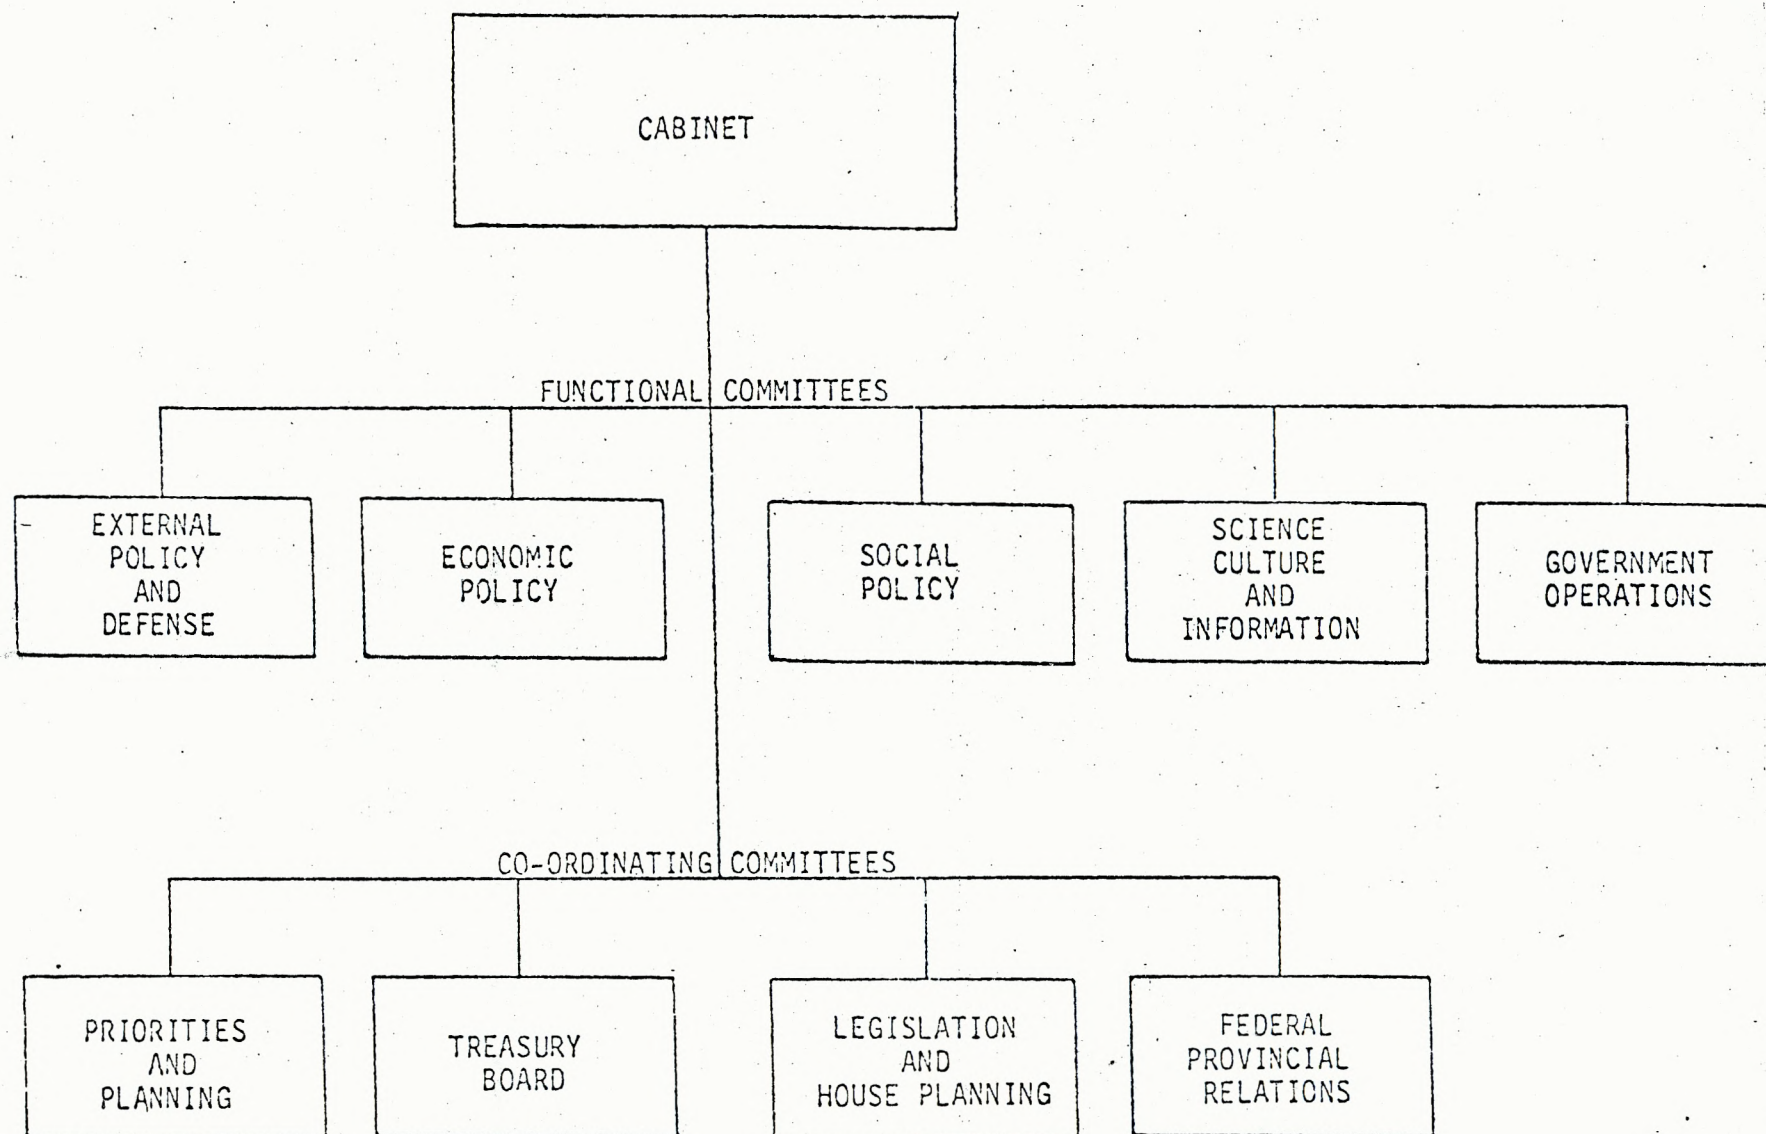 CABINET
FUNCTIONAL COMMITTEES
EXTERNAL
POLICY
AND
DEFENSE
ECONOMIC
POLICY
SOCIAL
POLICY
SCIENCE
CULTURE
AND
INFORMATION
GOVERNMENT
OPERATIONS
CO-ORDINATING COMMITTEES
PRIORITIES
AND
PLANNING
TREASURY
BOARD
LEGISLATION
AND
HOUSE PLANNING
FEDERAL
PROVINCIAL
RELATIONS